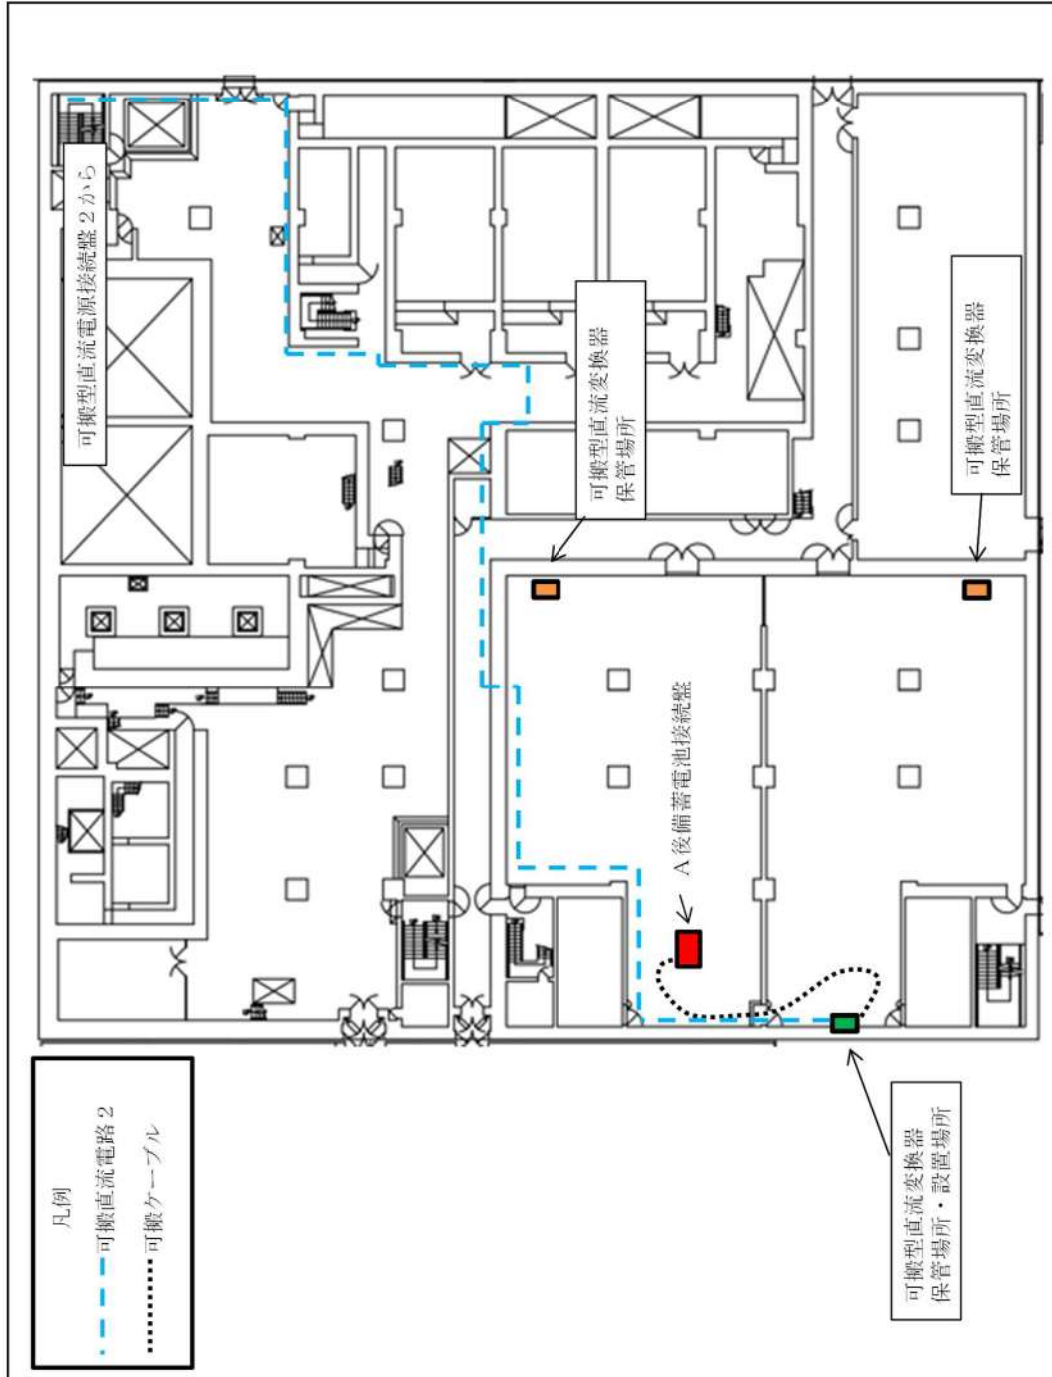 凡例
可搬直流電路2
可搬ケーブル
可搬型直流電源接続盤2から
可搬型直流変換器
保管場所
可搬型直流変換器
保管場所
A後備蓄電池接続盤
可搬型直流変換器
保管場所・設置場所